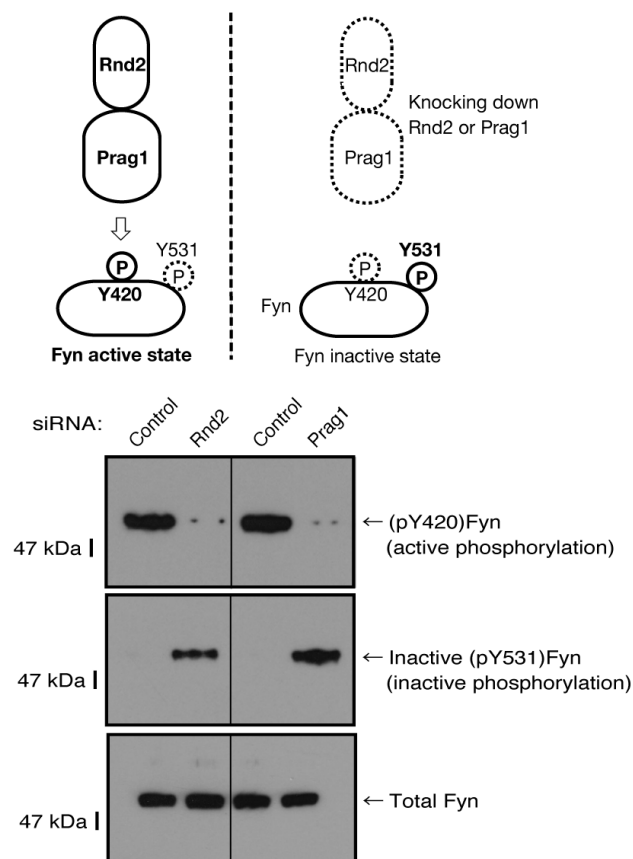 Rnd2
Prag1
P
Y531
P
Y420
Fyn active state
Rnd2
Knocking down
Rnd2 or Prag1
Prag1
Y531
P
P
Y420
Fyn
Fyn inactive state
siRNA:
Control
Rnd2
Control
Prag1
← (pY420)Fyn
(active phosphorylation)
47 kDa
← Inactive (pY531)Fyn
(inactive phosphorylation)
47 kDa
← Total Fyn
47 kDa